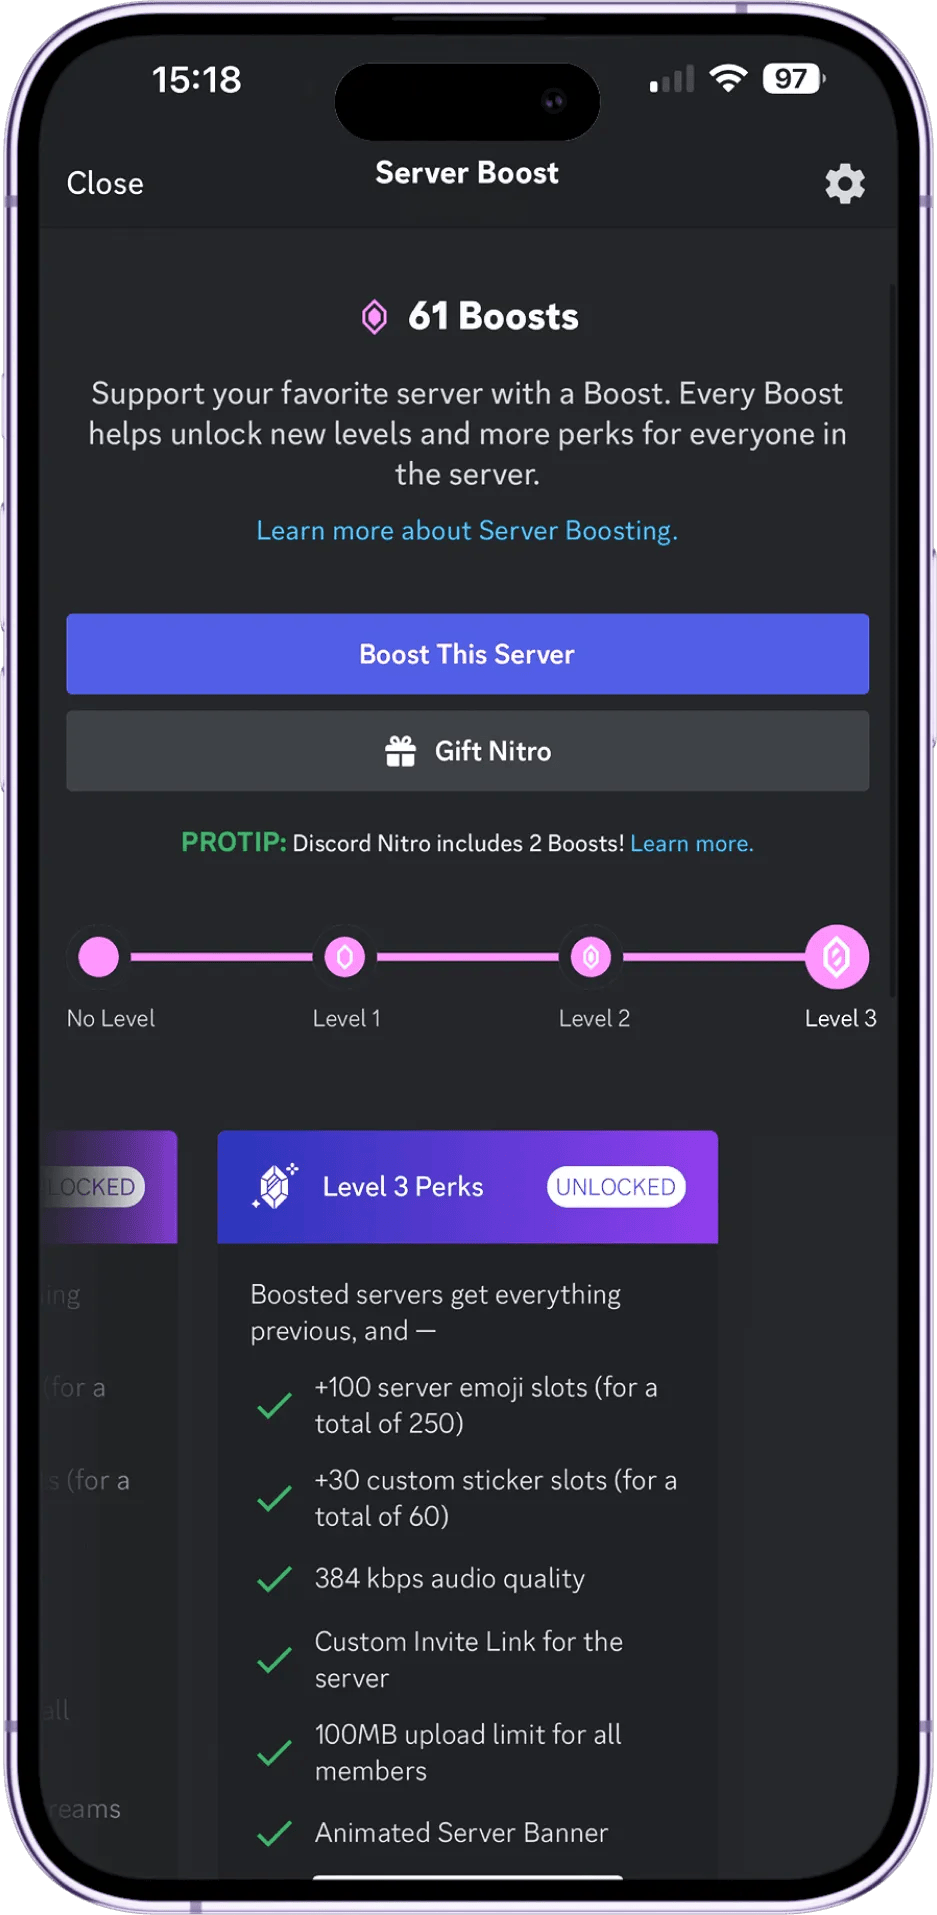 15:18
97
Close
Server Boost
61 Boosts
Support your favorite server with a Boost. Every Boost
helps unlock new levels and more perks for everyone in
the server.
Learn more about Server Boosting.
Boost This Server
Gift Nitro
PROTIP: Discord Nitro includes 2 Boosts! Learn more.
No Level
Level 1
Level 2
Level 3
LOCKED
ing
(for a
s (for a
all
reams
Level 3 Perks
UNLOCKED
Boosted servers get everything
previous, and —
+100 server emoji slots (for a
total of 250)
+30 custom sticker slots (for a
total of 60)
384 kbps audio quality
Custom Invite Link for the
server
100MB upload limit for all
members
Animated Server Banner